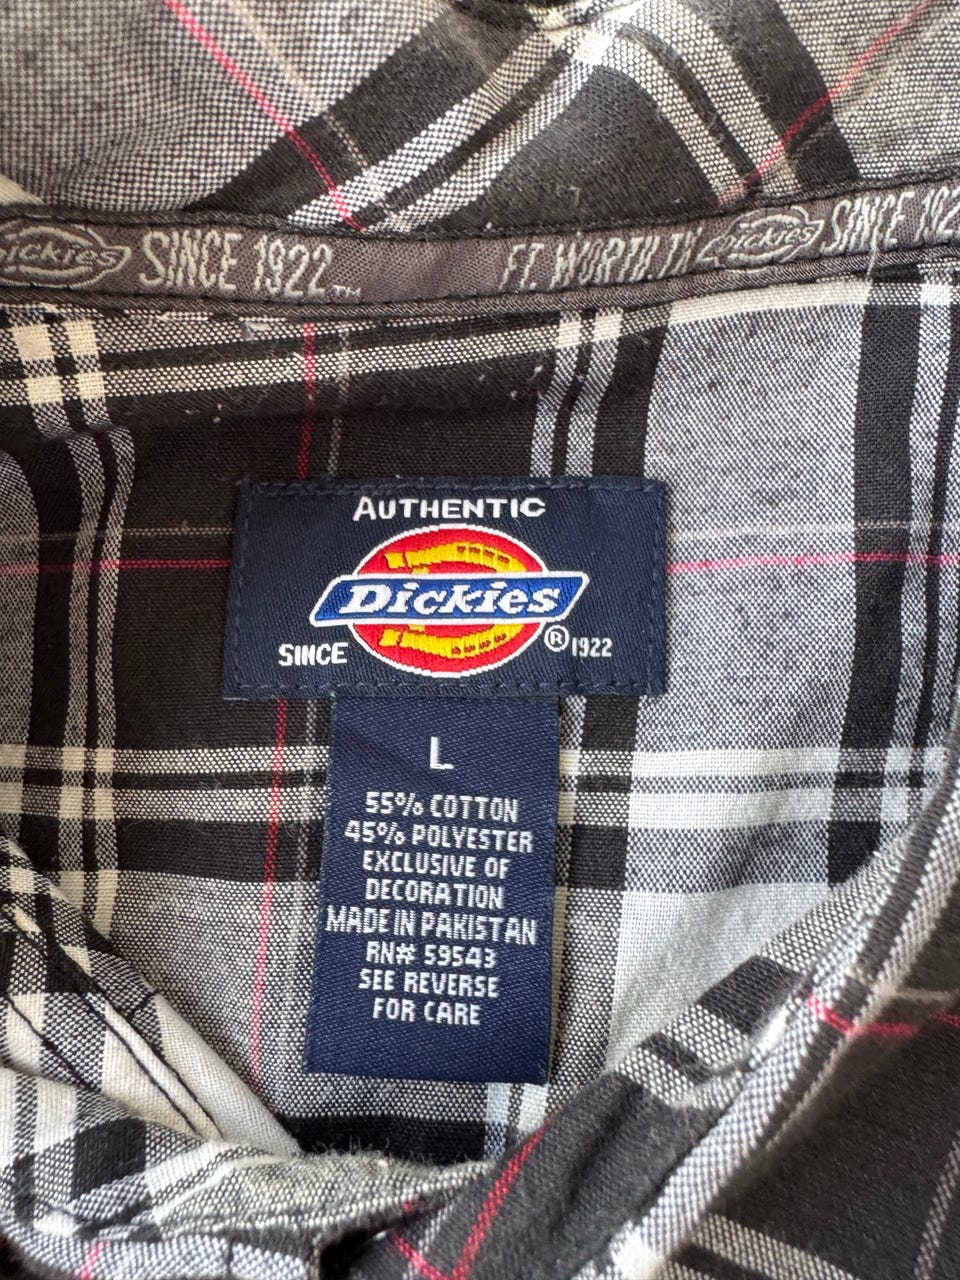 Dickies SINCE 1922™ FT. WORTH, TX Dickies SINCE 192
AUTHENTIC
Dickies
SINCE ® 1922
L
55% COTTON
45% POLYESTER
EXCLUSIVE OF
DECORATION
MADE IN PAKISTAN
RN# 59543
SEE REVERSE
FOR CARE